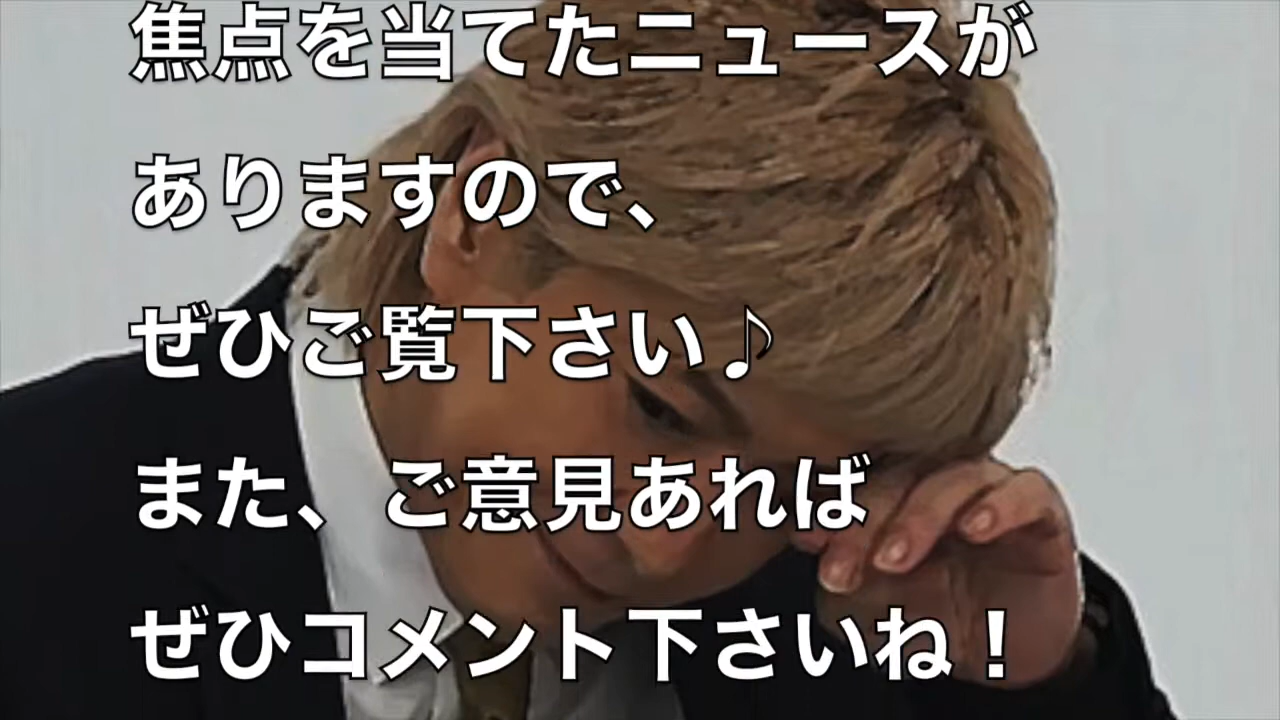 焦点を当てたニュースが
ありますので、
ぜひご覧下さい♪
また、ご意見あれば
ぜひコメント下さいね！